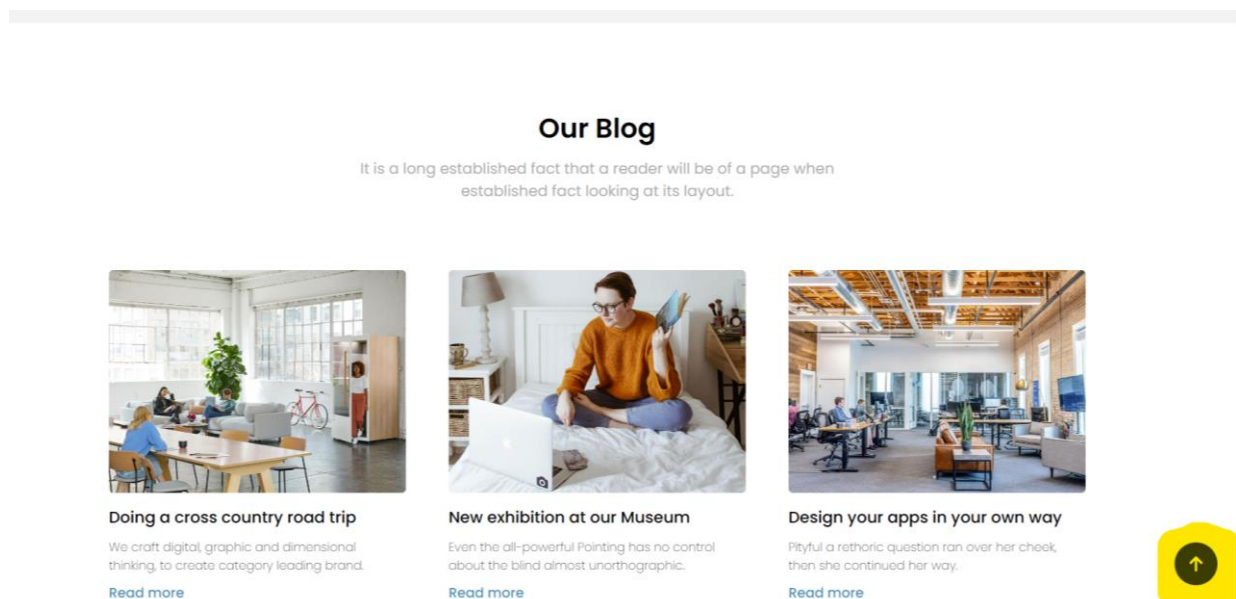 Our Blog
It is a long established fact that a reader will be of a page when
established fact looking at its layout.
Doing a cross country road trip
We craft digital, graphic and dimensional
thinking, to create category leading brand.
Read more
New exhibition at our Museum
Even the all-powerful Pointing has no control
about the blind almost unorthographic.
Read more
Design your apps in your own way
Pityful a rethoric question ran over her cheek,
then she continued her way.
Read more